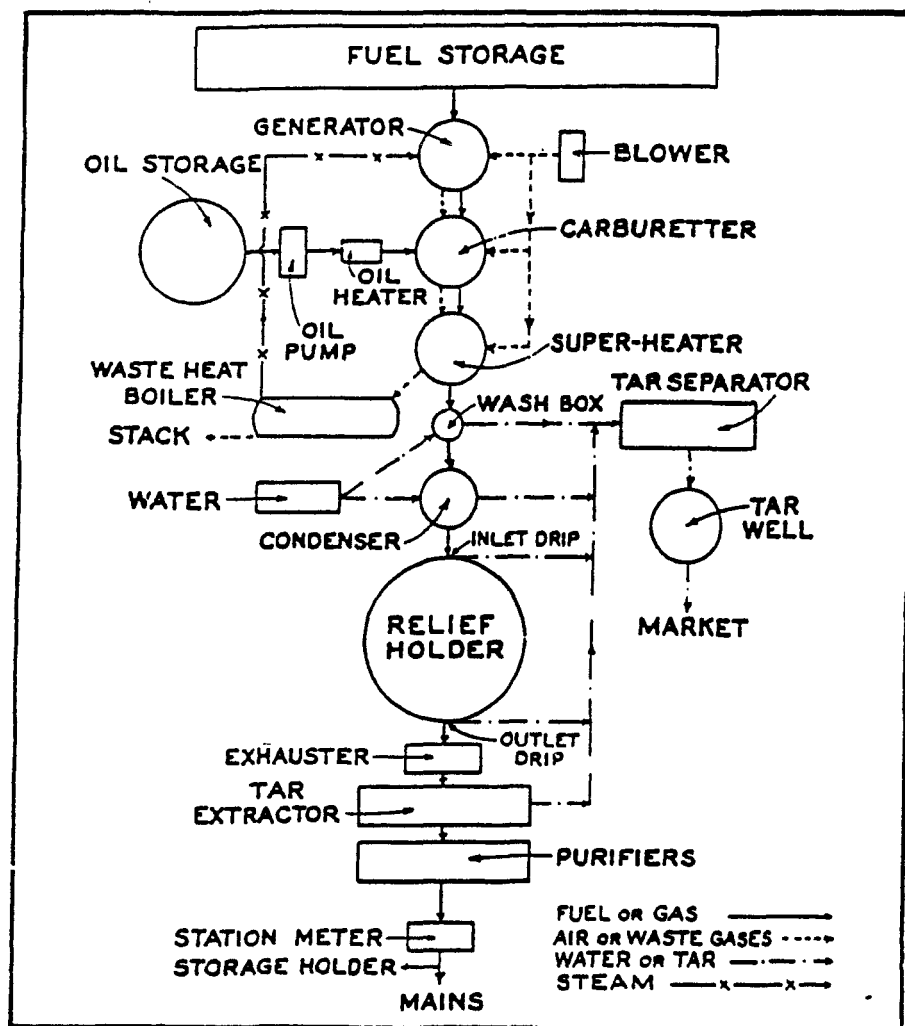 FUEL STORAGE
GENERATOR
BLOWER
OIL STORAGE
CARBURETTER
OIL
HEATER
OIL
PUMP
SUPER-HEATER
WASTE HEAT
BOILER
TAR SEPARATOR
WASH BOX
STACK
WATER
TAR
WELL
CONDENSER
INLET DRIP
MARKET
RELIEF
HOLDER
OUTLET
DRIP
EXHAUSTER
TAR
EXTRACTOR
PURIFIERS
FUEL OR GAS
STATION METER
AIR OR WASTE GASES
WATER OR TAR
STORAGE HOLDER
STEAM
MAINS